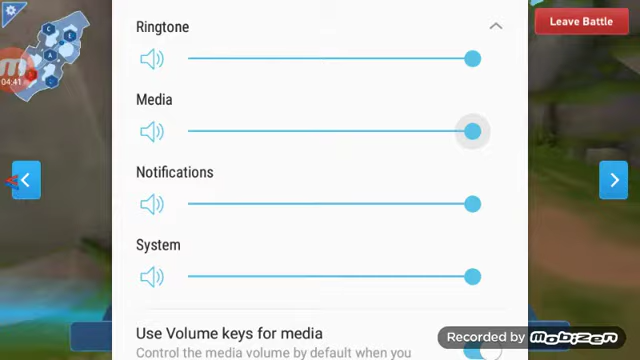 Ringtone
Leave Battle
04:41
Media
Notifications
System
Use Volume keys for media
Control the media volume by default when you
Recorded by Mobizen